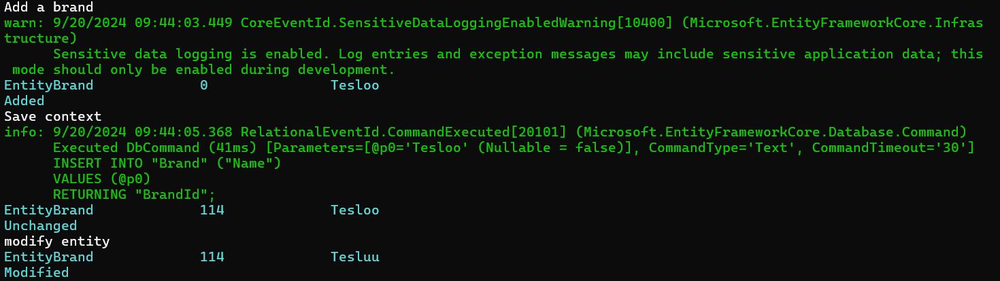 Add a brand
warn: 9/20/2024 09:44:03.449 CoreEventId.SensitiveDataLoggingEnabledWarning[10400] (Microsoft.EntityFrameworkCore.Infras
tructure)
      Sensitive data logging is enabled. Log entries and exception messages may include sensitive application data; this
 mode should only be enabled during development.
EntityBrand             0               Tesloo
Added
Save context
info: 9/20/2024 09:44:05.368 RelationalEventId.CommandExecuted[20101] (Microsoft.EntityFrameworkCore.Database.Command)
      Executed DbCommand (41ms) [Parameters=[@p0='Tesloo' (Nullable = false)], CommandType='Text', CommandTimeout='30']
      INSERT INTO "Brand" ("Name")
      VALUES (@p0)
      RETURNING "BrandId";
EntityBrand             114             Tesloo
Unchanged
modify entity
EntityBrand             114             Tesluu
Modified